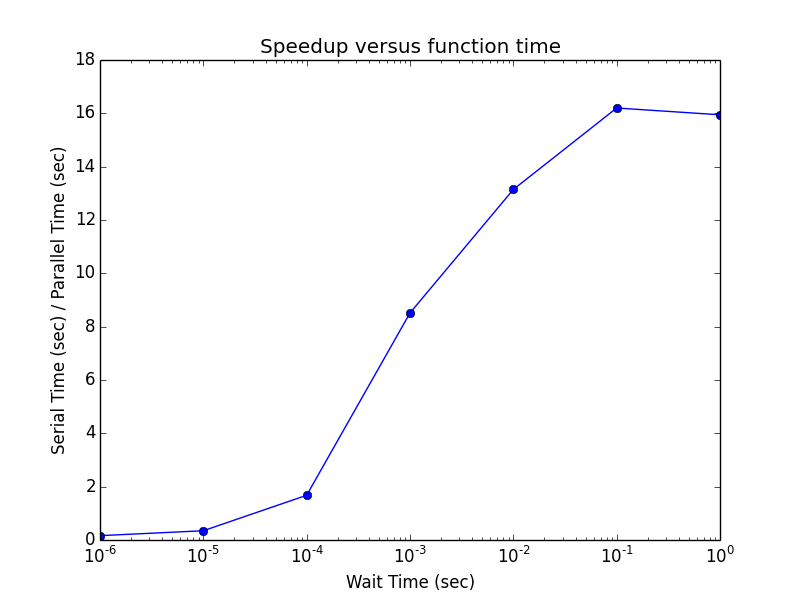 Speedup versus function time
Serial Time (sec) / Parallel Time (sec)
18
16
14
12
10
8
6
4
2
0
10^-6 10^-5 10^-4 10^-3 10^-2 10^-1 10^0
Wait Time (sec)